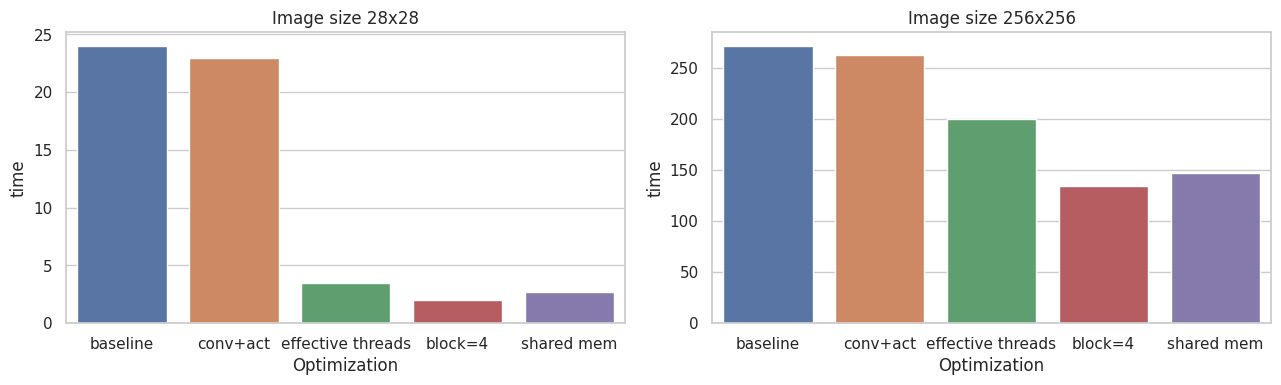 Image size 28x28
25
20
15
10
5
0
time
baseline
conv+act
effective threads
block=4
shared mem
Optimization
Image size 256x256
250
200
150
100
50
0
time
baseline
conv+act
effective threads
block=4
shared mem
Optimization